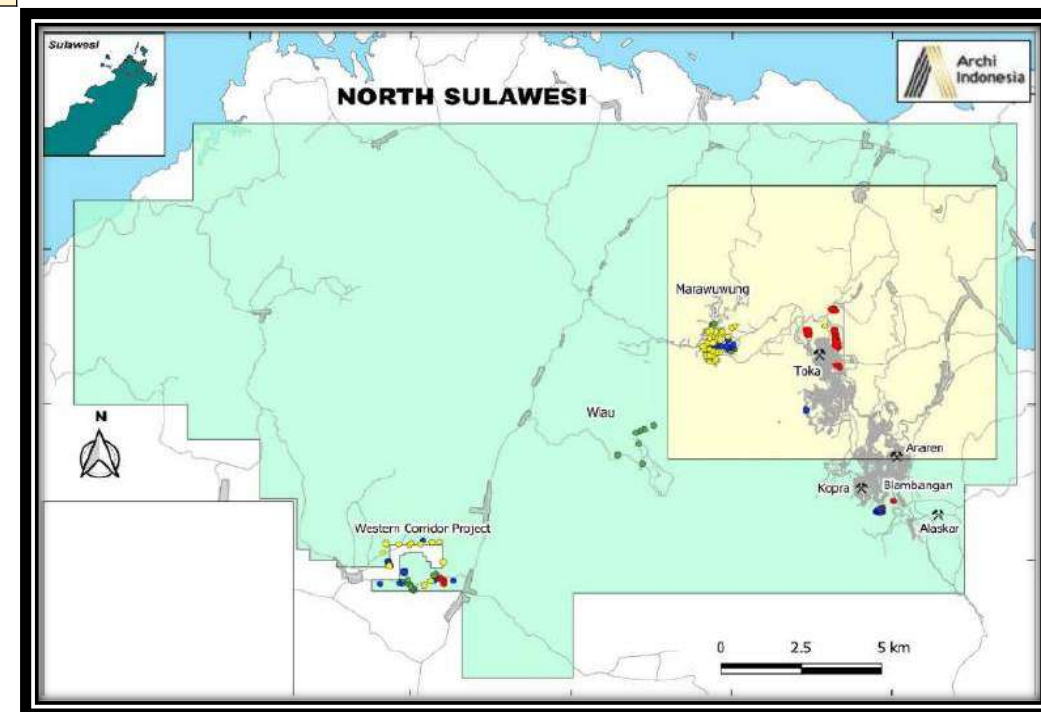 Sulawesi
Archi
Indonesia
NORTH SULAWESI
Marawuwung
Toka
Wiau
N
Araren
Kopra
Blambangan
Alaskar
Western Corridor Project
0 2.5 5 km